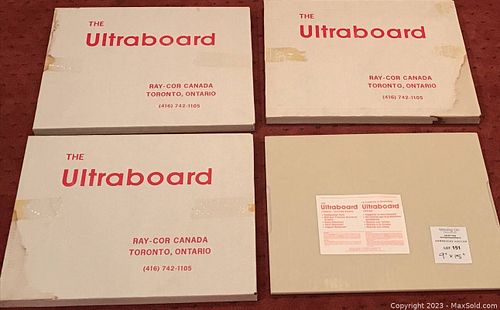 THE
Ultraboard
RAY-COR CANADA
TORONTO, ONTARIO
(416) 742-1105
THE
Ultraboard
RAY-COR CANADA
TORONTO, ONTARIO
(416) 742-1105
THE
Ultraboard
RAY-COR CANADA
TORONTO, ONTARIO
(416) 742-1105
Ultraboard Ultraboard
LOT 151
Copyright 2023 - MaxSold.com